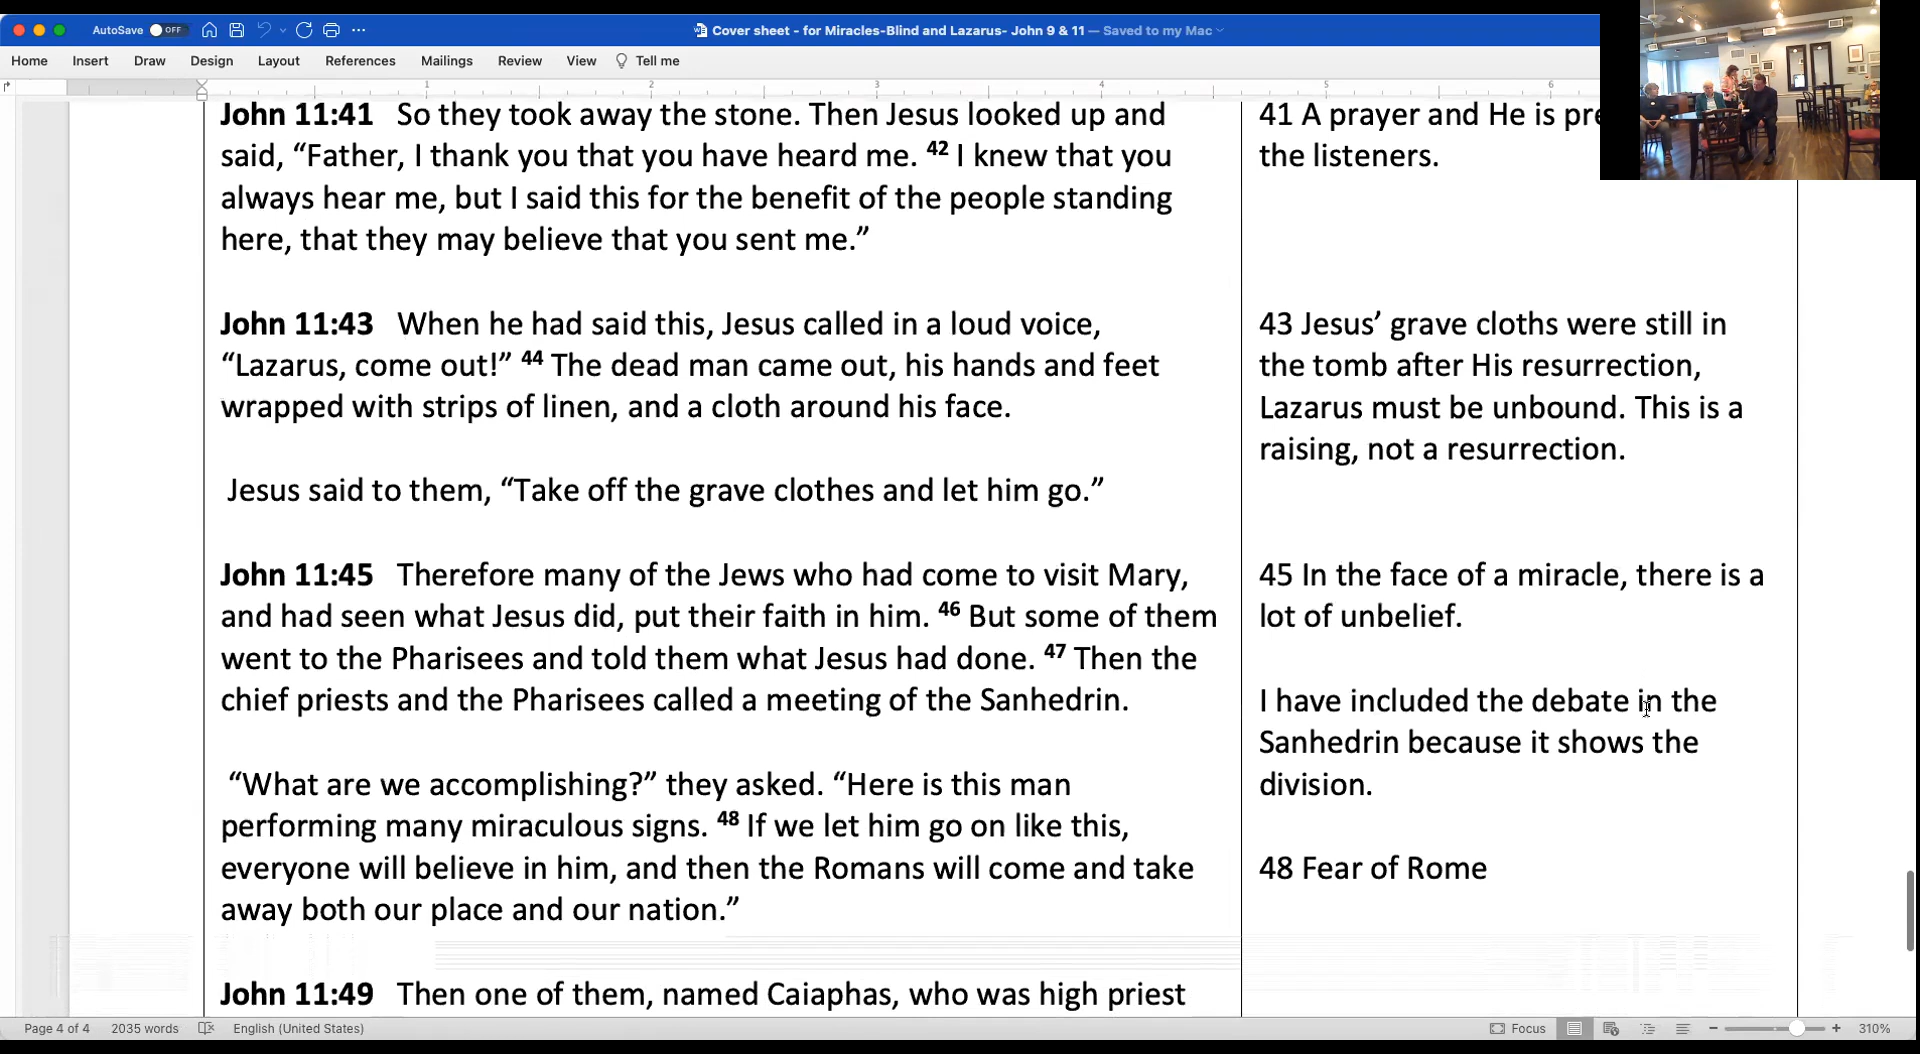 AutoSave OFF
Cover sheet - for Miracles-Blind and Lazarus- John 9 & 11 — Saved to my Mac
Home Insert Draw Design Layout References Mailings Review View Tell me
1 2 3 4 5 6
John 11:41 So they took away the stone. Then Jesus looked up and
said, “Father, I thank you that you have heard me. 42 I knew that you
always hear me, but I said this for the benefit of the people standing
here, that they may believe that you sent me.”
John 11:43 When he had said this, Jesus called in a loud voice,
“Lazarus, come out!” 44 The dead man came out, his hands and feet
wrapped with strips of linen, and a cloth around his face.
Jesus said to them, “Take off the grave clothes and let him go.”
John 11:45 Therefore many of the Jews who had come to visit Mary,
and had seen what Jesus did, put their faith in him. 46 But some of them
went to the Pharisees and told them what Jesus had done. 47 Then the
chief priests and the Pharisees called a meeting of the Sanhedrin.
“What are we accomplishing?” they asked. “Here is this man
performing many miraculous signs. 48 If we let him go on like this,
everyone will believe in him, and then the Romans will come and take
away both our place and our nation.”
John 11:49 Then one of them, named Caiaphas, who was high priest
41 A prayer and He is
the listeners.
43 Jesus’ grave cloths were still in
the tomb after His resurrection,
Lazarus must be unbound. This is a
raising, not a resurrection.
45 In the face of a miracle, there is a
lot of unbelief.
I have included the debate in the
Sanhedrin because it shows the
division.
48 Fear of Rome
Page 4 of 4 2035 words English (United States) Focus 310%